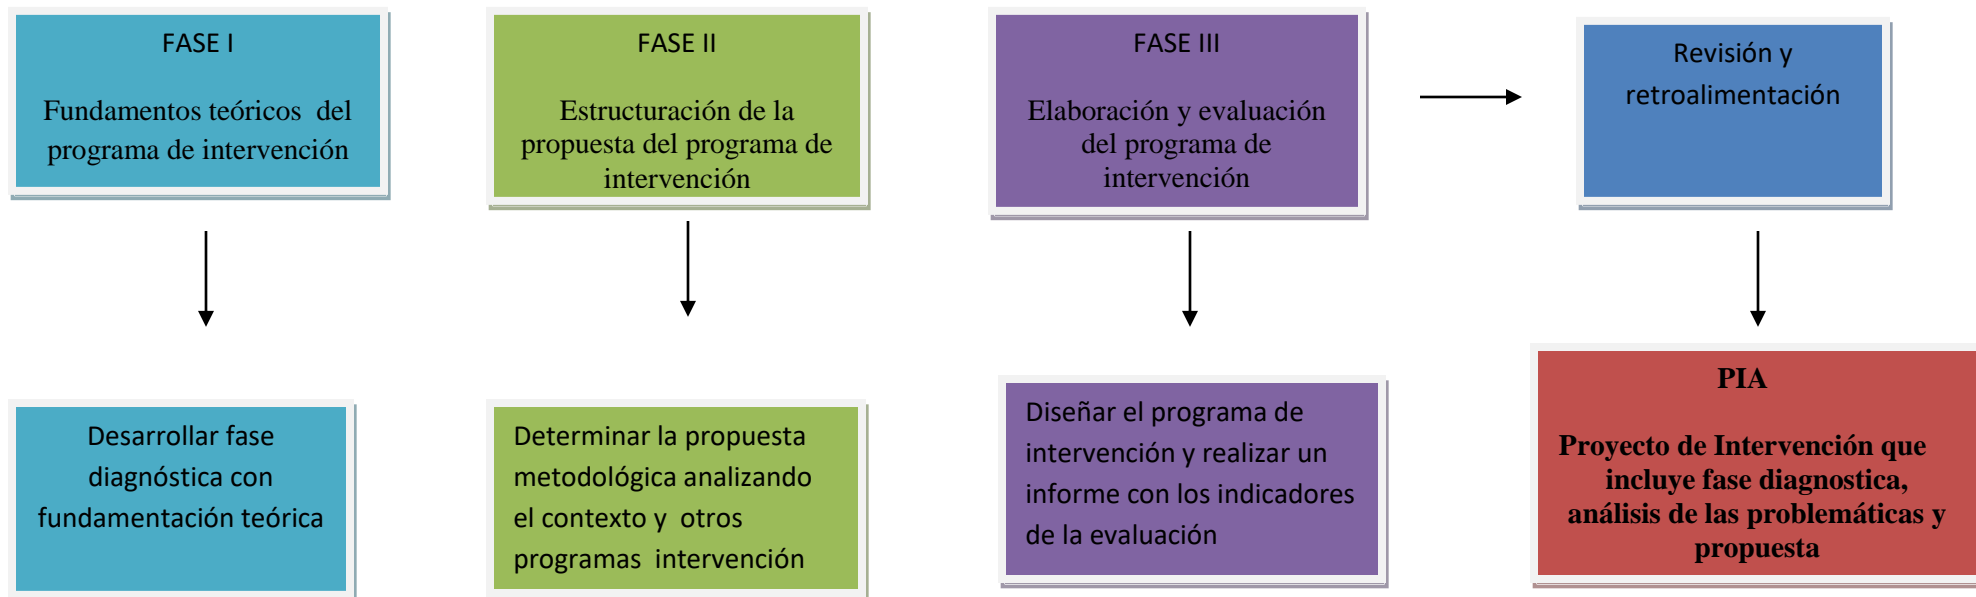 FASE I
Fundamentos teóricos del
programa de intervención
FASE II
Estructuración de la
propuesta del programa de
intervención
FASE III
Elaboración y evaluación
del programa de
intervención
Revisión y
retroalimentación
Desarrollar fase
diagnóstica con
fundamentación teórica
Determinar la propuesta
metodológica analizando
el contexto y otros
programas intervención
Diseñar el programa de
intervención y realizar un
informe con los indicadores
de la evaluación
PIA
Proyecto de Intervención que
incluye fase diagnostica,
análisis de las problemáticas y
propuesta